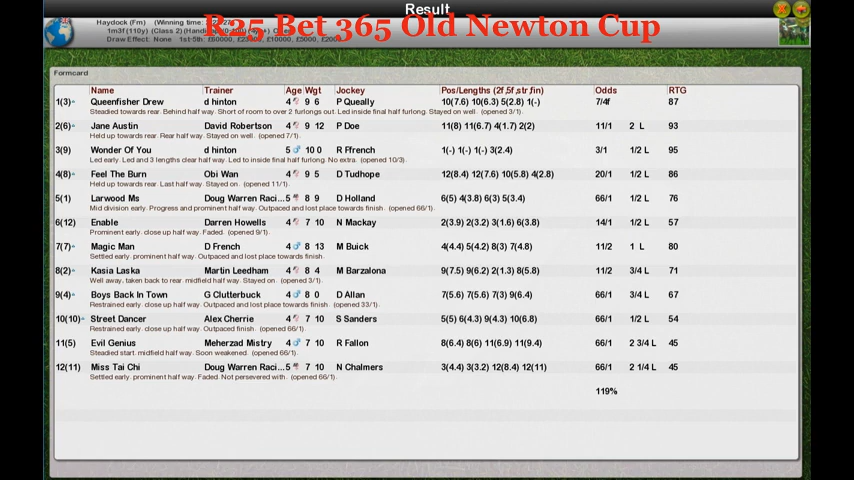 Result
R25 Bet 365 Old Newton Cup
Haydock (Fm) (Winning time:
1m3f(110y) (Class 2)
Draw Effect: None 1st-5th:
Formcard
Name Trainer Age Wgt Jockey Pos/Lengths (2f,5f,str,fin) Odds RTG
1(3) Queenfisher Drew d hinton 4 9 6 P Queally 10(7.6) 10(6.3) 5(2.8) 1(-) 7/4f 87
Steadied towards rear. Behind half way. Short of room to over 2 furlongs out. Led inside final half furlong. Stayed on well. (opened 3/1).
2(6) Jane Austin David Robertson 4 9 12 P Doe 11(8) 11(6.7) 4(1.7) 2(2) 11/1 2 L 93
Held up towards rear. Rear half way. Stayed on well. (opened 7/1).
3(9) Wonder Of You d hinton 5 10 0 R Ffrench 1(-) 1(-) 1(-) 3(2.4) 3/1 1/2 L 95
Led early. Led and 3 lengths clear half way. Led to inside final half furlong. No extra. (opened 10/3).
4(8) Feel The Burn Obi Wan 4 9 5 D Tudhope 12(8.4) 12(7.6) 10(5.8) 4(2.8) 20/1 1/2 L 86
Held up towards rear. Last half way. Stayed on. (opened 11/1).
5(1) Larwood Ms Doug Warren Raci... 5 8 9 D Holland 6(5) 4(3.8) 6(3) 5(3.4) 66/1 1/2 L 76
Mid division early. Progress and prominent half way. Outpaced and lost place towards finish. (opened 66/1).
6(12) Enable Darren Howells 4 7 10 N Mackay 2(3.9) 2(3.2) 3(1.6) 6(3.8) 14/1 1/2 L 57
Prominent early. close up half way. Faded. (opened 9/1).
7(7) Magic Man D French 4 8 13 M Buick 4(4.4) 5(4.2) 8(3) 7(4.8) 11/2 1 L 80
Settled early. prominent half way. Outpaced and lost place towards finish.
8(2) Kasia Laska Martin Leedham 4 8 4 M Barzalona 9(7.5) 9(6.2) 2(1.3) 8(5.8) 11/2 3/4 L 71
Well away, taken back to rear. midfield half way. Stayed on. (opened 3/1).
9(4) Boys Back In Town G Clutterbuck 4 8 0 D Allan 7(5.6) 7(5.6) 7(3) 9(6.4) 66/1 3/4 L 67
Restrained early. close up half way. Outpaced and lost place towards finish. (opened 33/1).
10(10) Street Dancer Alex Cherrie 4 7 10 S Sanders 5(5) 6(4.3) 9(4.3) 10(6.8) 66/1 1/2 L 54
Restrained early. close up half way. Outpaced finish. (opened 66/1).
11(5) Evil Genius Meherzad Mistry 4 7 10 R Fallon 8(6.4) 8(6) 11(6.9) 11(9.4) 66/1 2 3/4 L 45
Steadied start. midfield half way. Soon weakened. (opened 66/1).
12(11) Miss Tai Chi Doug Warren Raci... 5 7 10 N Chalmers 3(4.4) 3(3.2) 12(8.4) 12(11) 66/1 2 1/4 L 45
Settled early. prominent half way. Faded. Not persevered with. (opened 66/1).
119%